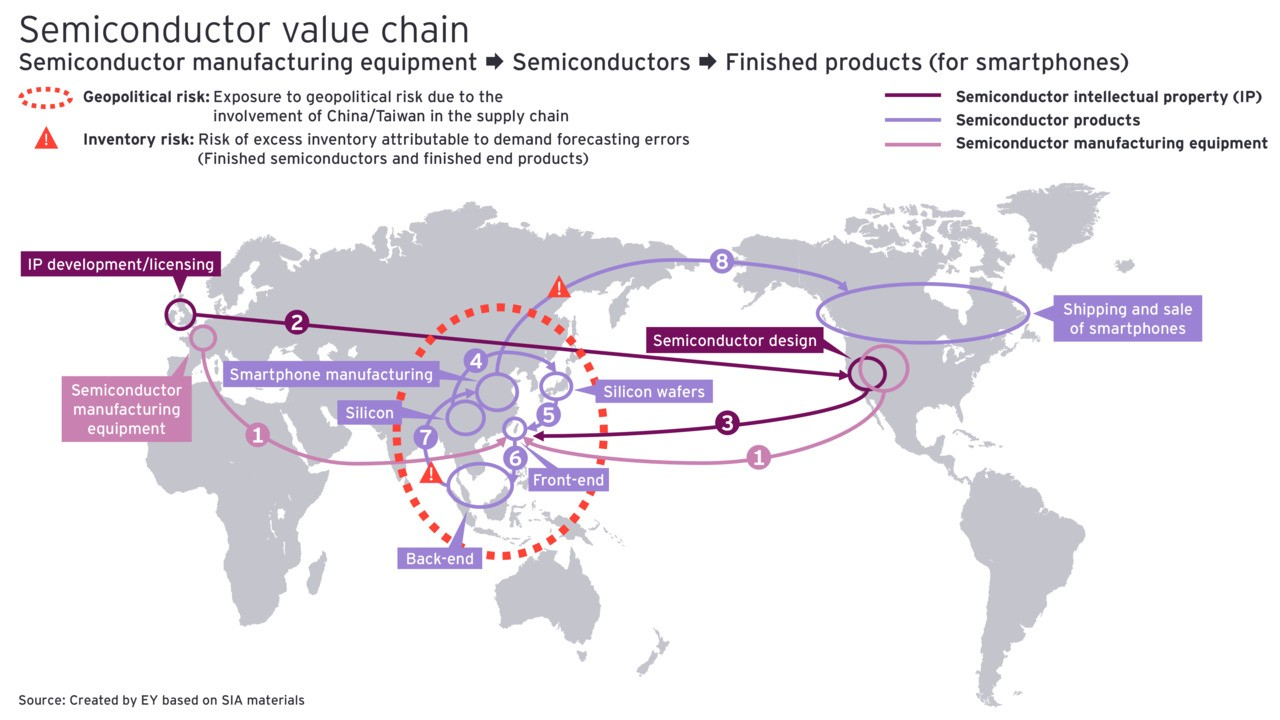 Semiconductor value chain
Semiconductor manufacturing equipment ➡ Semiconductors ➡ Finished products (for smartphones)
Geopolitical risk: Exposure to geopolitical risk due to the
involvement of China/Taiwan in the supply chain
Inventory risk: Risk of excess inventory attributable to demand forecasting errors
(Finished semiconductors and finished end products)
Semiconductor intellectual property (IP)
Semiconductor products
Semiconductor manufacturing equipment
IP development/licensing
8
!
2
Shipping and sale
of smartphones
Semiconductor design
4
Smartphone manufacturing
Semiconductor
manufacturing
equipment
Silicon wafers
Silicon
5
3
1
7
6
1
!
Front-end
Back-end
Source: Created by EY based on SIA materials